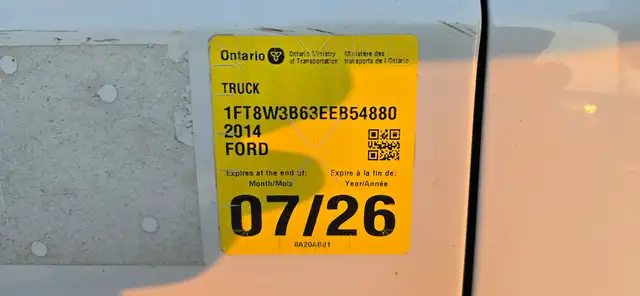 Ontario
Ontario Ministry of Transportation
Ministère des transports de l'Ontario
TRUCK
1FT8W3B63EEB54880
2014
FORD
Expires at the end of: Expire à la fin de:
Month/Mois Year/Année
07/26